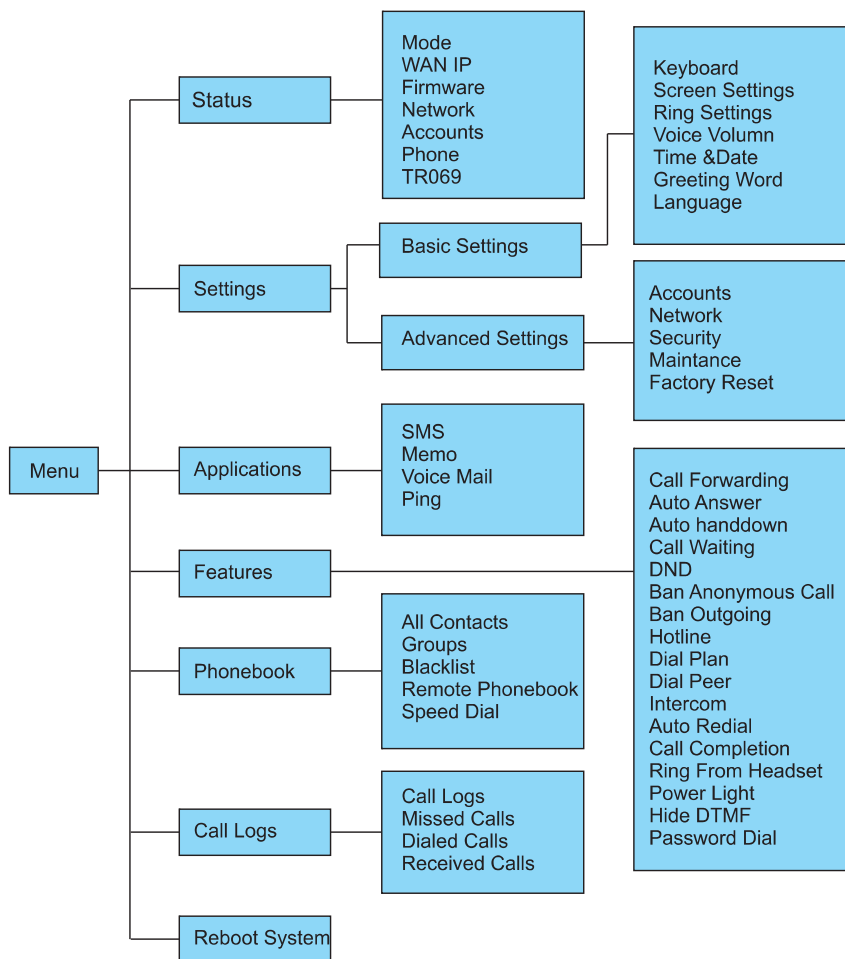 Menu
Status
Mode
WAN IP
Firmware
Network
Accounts
Phone
TR069
Settings
Basic Settings
Keyboard
Screen Settings
Ring Settings
Voice Volumn
Time &Date
Greeting Word
Language
Advanced Settings
Accounts
Network
Security
Maintance
Factory Reset
Applications
SMS
Memo
Voice Mail
Ping
Features
Call Forwarding
Auto Answer
Auto handdown
Call Waiting
DND
Ban Anonymous Call
Ban Outgoing
Hotline
Dial Plan
Dial Peer
Intercom
Auto Redial
Call Completion
Ring From Headset
Power Light
Hide DTMF
Password Dial
Phonebook
All Contacts
Groups
Blacklist
Remote Phonebook
Speed Dial
Call Logs
Call Logs
Missed Calls
Dialed Calls
Received Calls
Reboot System